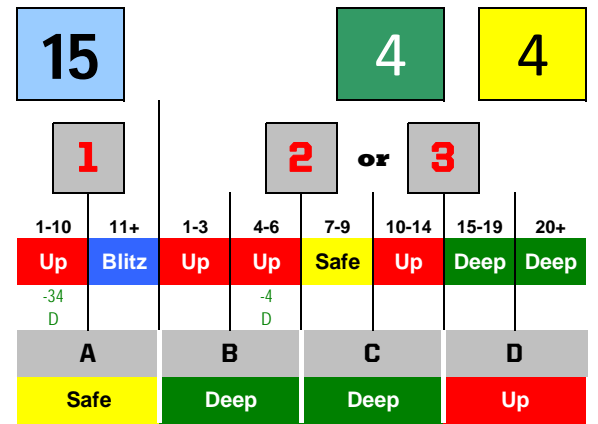 15 4 4
1 2 or 3
1-10 11+ 1-3 4-6 7-9 10-14 15-19 20+
Up Blitz Up Up Safe Up Deep Deep
-34 -4
D D
A B C D
Safe Deep Deep Up